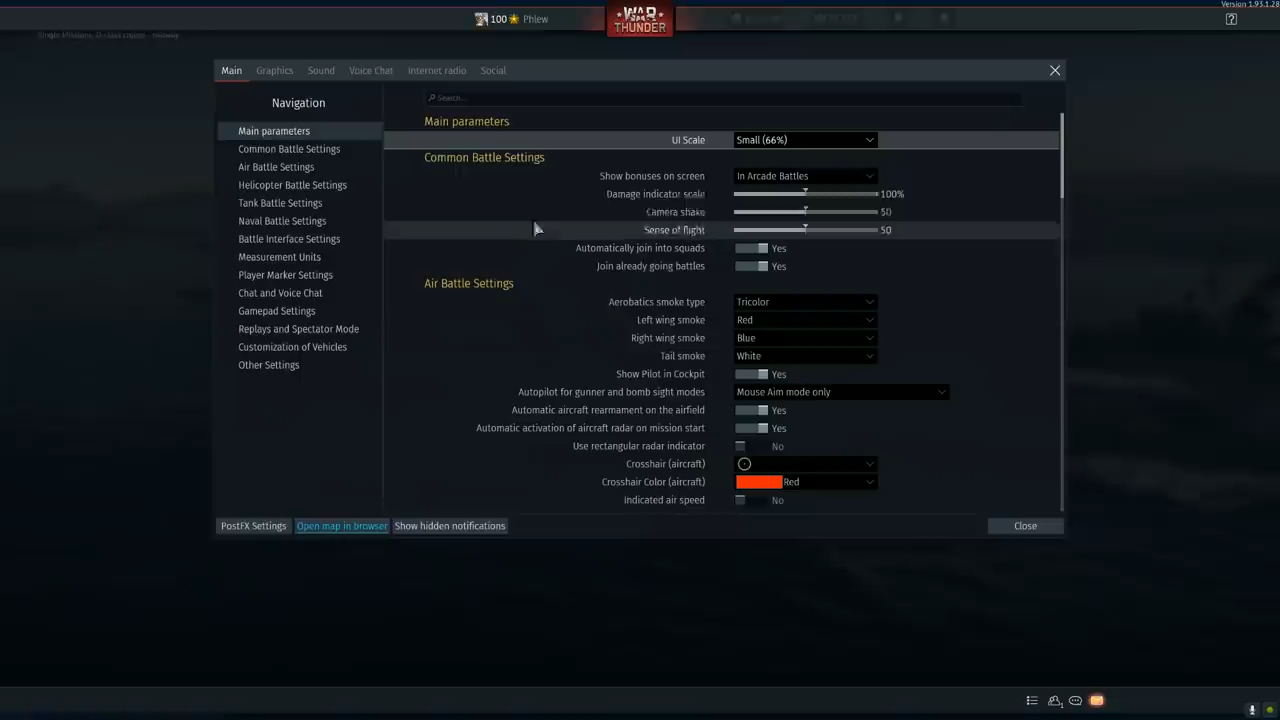 Version 1.93.1.28
100 Phlew
WAR THUNDER
Main Graphics Sound Voice Chat Internet radio Social
Navigation
Main parameters
Common Battle Settings
Air Battle Settings
Helicopter Battle Settings
Tank Battle Settings
Naval Battle Settings
Battle Interface Settings
Measurement Units
Player Marker Settings
Chat and Voice Chat
Gamepad Settings
Replays and Spectator Mode
Customization of Vehicles
Other Settings
Search...
Main parameters
UI Scale Small (66%)
Common Battle Settings
Show bonuses on screen In Arcade Battles
Damage indicator scale 100%
Camera shake 50
Sense of flight 50
Automatically join into squads Yes
Join already going battles Yes
Air Battle Settings
Aerobatics smoke type Tricolor
Left wing smoke Red
Right wing smoke Blue
Tail smoke White
Show Pilot in Cockpit Yes
Autopilot for gunner and bomb sight modes Mouse Aim mode only
Automatic aircraft rearmament on the airfield Yes
Automatic activation of aircraft radar on mission start Yes
Use rectangular radar indicator No
Crosshair (aircraft)
Crosshair Color (aircraft) Red
Indicated air speed No
PostFX Settings Open map in browser Show hidden notifications Close